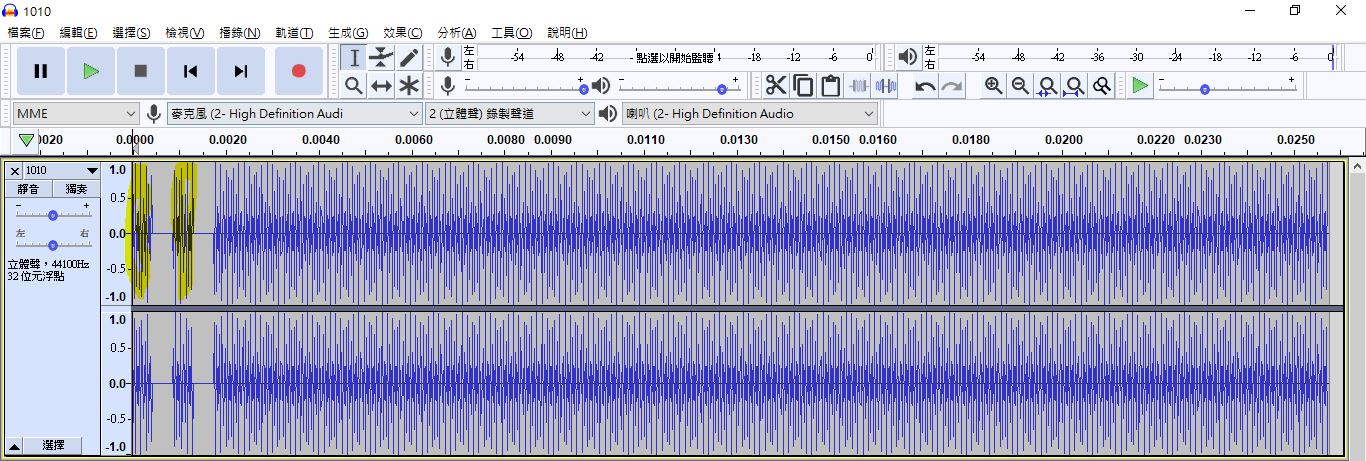 1010
檔案(F) 編輯(E) 選擇(S) 檢視(V) 播錄(N) 軌道(T) 生成(G) 效果(C) 分析(A) 工具(O) 說明(H)
左 -54 -48 -42 - 點選以開始監聽 -18 -12 -6 0
右
左 -54 -48 -42 -36 -30 -24 -18 -12 -6 0
右
- +
- +
MME 麥克風 (2- High Definition Audi 2 (立體聲) 錄製聲道 喇叭 (2- High Definition Audio
0020 0.0000 0.0020 0.0040 0.0060 0.0080 0.0090 0.0110 0.0130 0.0150 0.0160 0.0180 0.0200 0.0220 0.0230 0.0250
1010
靜音 獨奏
- +
左 右
立體聲，44100Hz
32 位元浮點
選擇
1.0
0.5
0.0
-0.5
-1.0
1.0
0.5
0.0
-0.5
-1.0